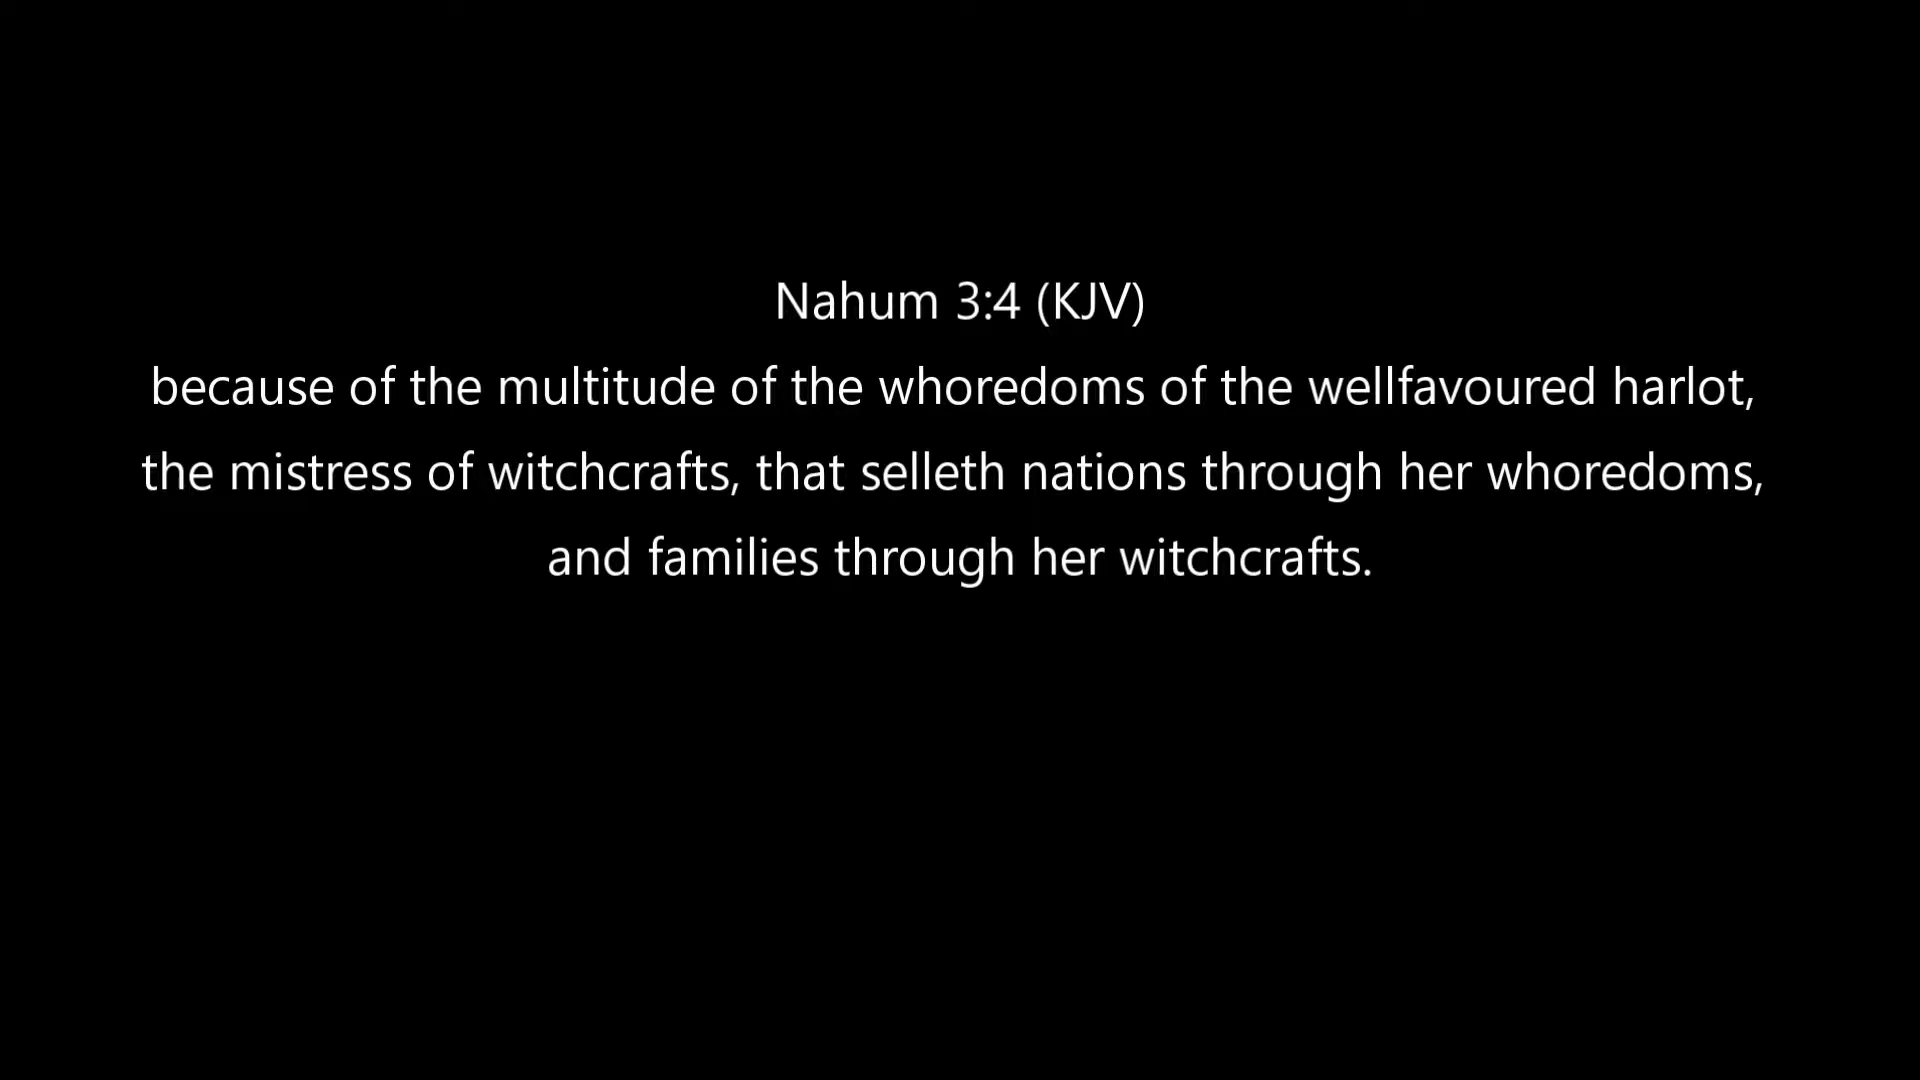 Nahum 3:4 (KJV)
because of the multitude of the whoredoms of the wellfavoured harlot,
the mistress of witchcrafts, that selleth nations through her whoredoms,
and families through her witchcrafts.